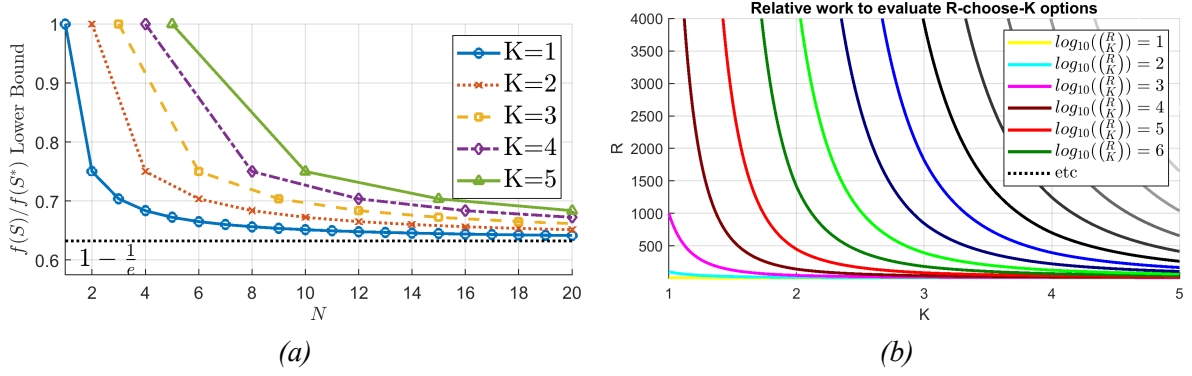 1
0.9
0.8
0.7
0.6
f(S)/f(S*) Lower Bound
K=1
K=2
K=3
K=4
K=5
1 − 1/e
2 4 6 8 10 12 14 16 18 20
N
(a)
Relative work to evaluate R-choose-K options
4000
3500
3000
2500
2000
1500
1000
500
R
log₁₀((R K)) = 1
log₁₀((R K)) = 2
log₁₀((R K)) = 3
log₁₀((R K)) = 4
log₁₀((R K)) = 5
log₁₀((R K)) = 6
etc
1 2 3 4 5
K
(b)